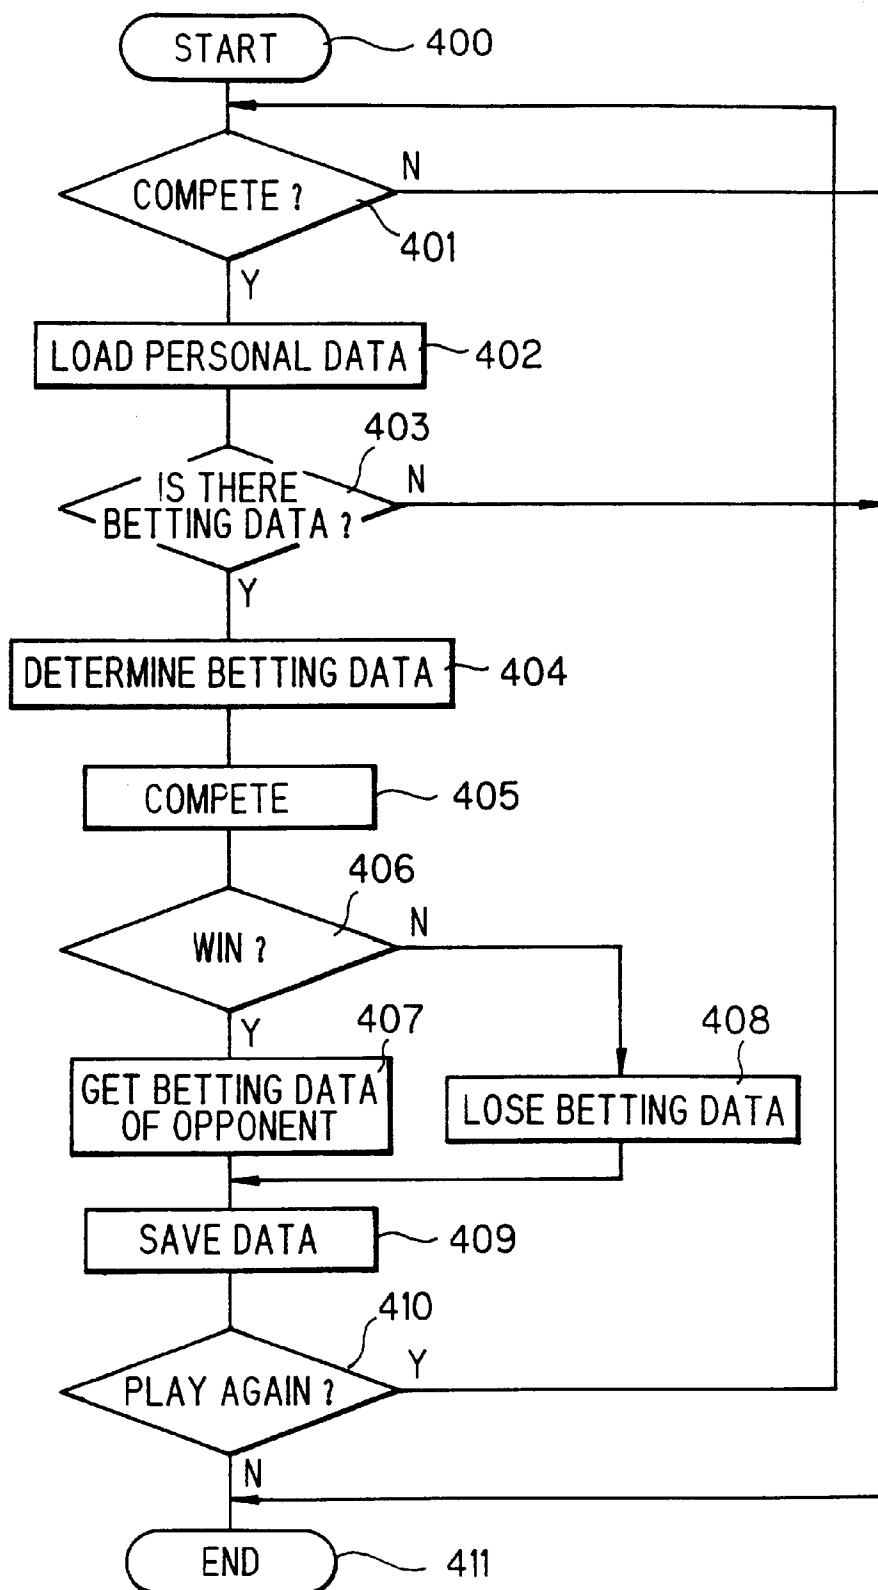 START
400
COMPETE ?
N
401
Y
LOAD PERSONAL DATA
402
403
IS THERE
BETTING DATA ?
N
Y
DETERMINE BETTING DATA
404
COMPETE
405
406
WIN ?
N
Y
407
GET BETTING DATA
OF OPPONENT
408
LOSE BETTING DATA
SAVE DATA
409
410
PLAY AGAIN ?
Y
N
END
411